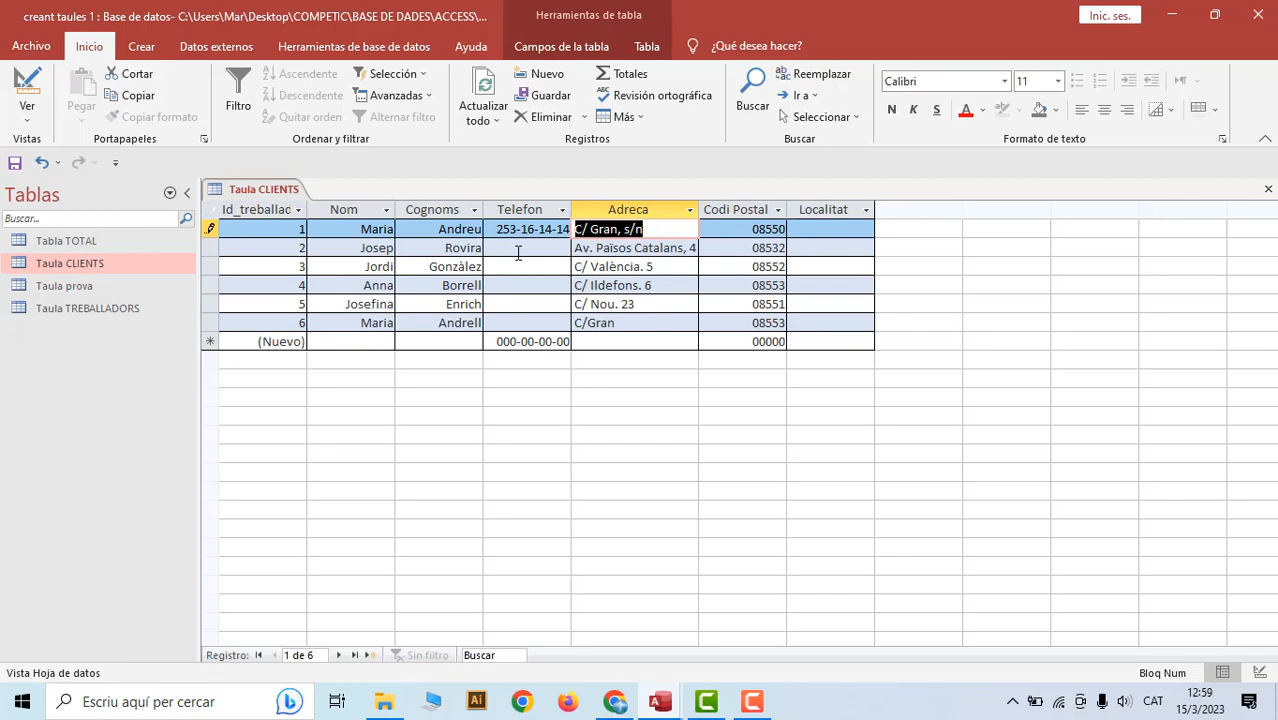 creant taules 1 : Base de datos- C:\Users\Mar\Desktop\COMPETIC\BASE DE DADES\ACCESS\...
Herramientas de tabla
Inic. ses.
Archivo
Inicio
Crear
Datos externos
Herramientas de base de datos
Ayuda
Campos de la tabla
Tabla
¿Qué desea hacer?
Ver
Vistas
Pegar
Cortar
Copiar
Copiar formato
Portapapeles
Filtro
Ascendente
Descendente
Quitar orden
Selección
Avanzadas
Alternar filtro
Ordenar y filtrar
Actualizar todo
Nuevo
Guardar
Eliminar
Totales
Revisión ortográfica
Más
Registros
Buscar
Reemplazar
Ir a
Seleccionar
Buscar
Calibri
11
N K S
Formato de texto
Tablas
Buscar...
Tabla TOTAL
Taula CLIENTS
Taula prova
Taula TREBALLADORS
Taula CLIENTS
Id_treballad Nom Cognoms Telefon Adreca Codi Postal Localitat
1 Maria Andreu 253-16-14-14 C/ Gran, s/n 08550
2 Josep Rovira Av. Països Catalans, 4 08532
3 Jordi Gonzàlez C/ València. 5 08552
4 Anna Borrell C/ Ildefons. 6 08553
5 Josefina Enrich C/ Nou. 23 08551
6 Maria Andrell C/Gran 08553
(Nuevo) 000-00-00-00 00000
Registro: 1 de 6 Sin filtro Buscar
Vista Hoja de datos
Bloq Num
Escriu aquí per cercar
Ai
CAT
12:59
15/3/2023